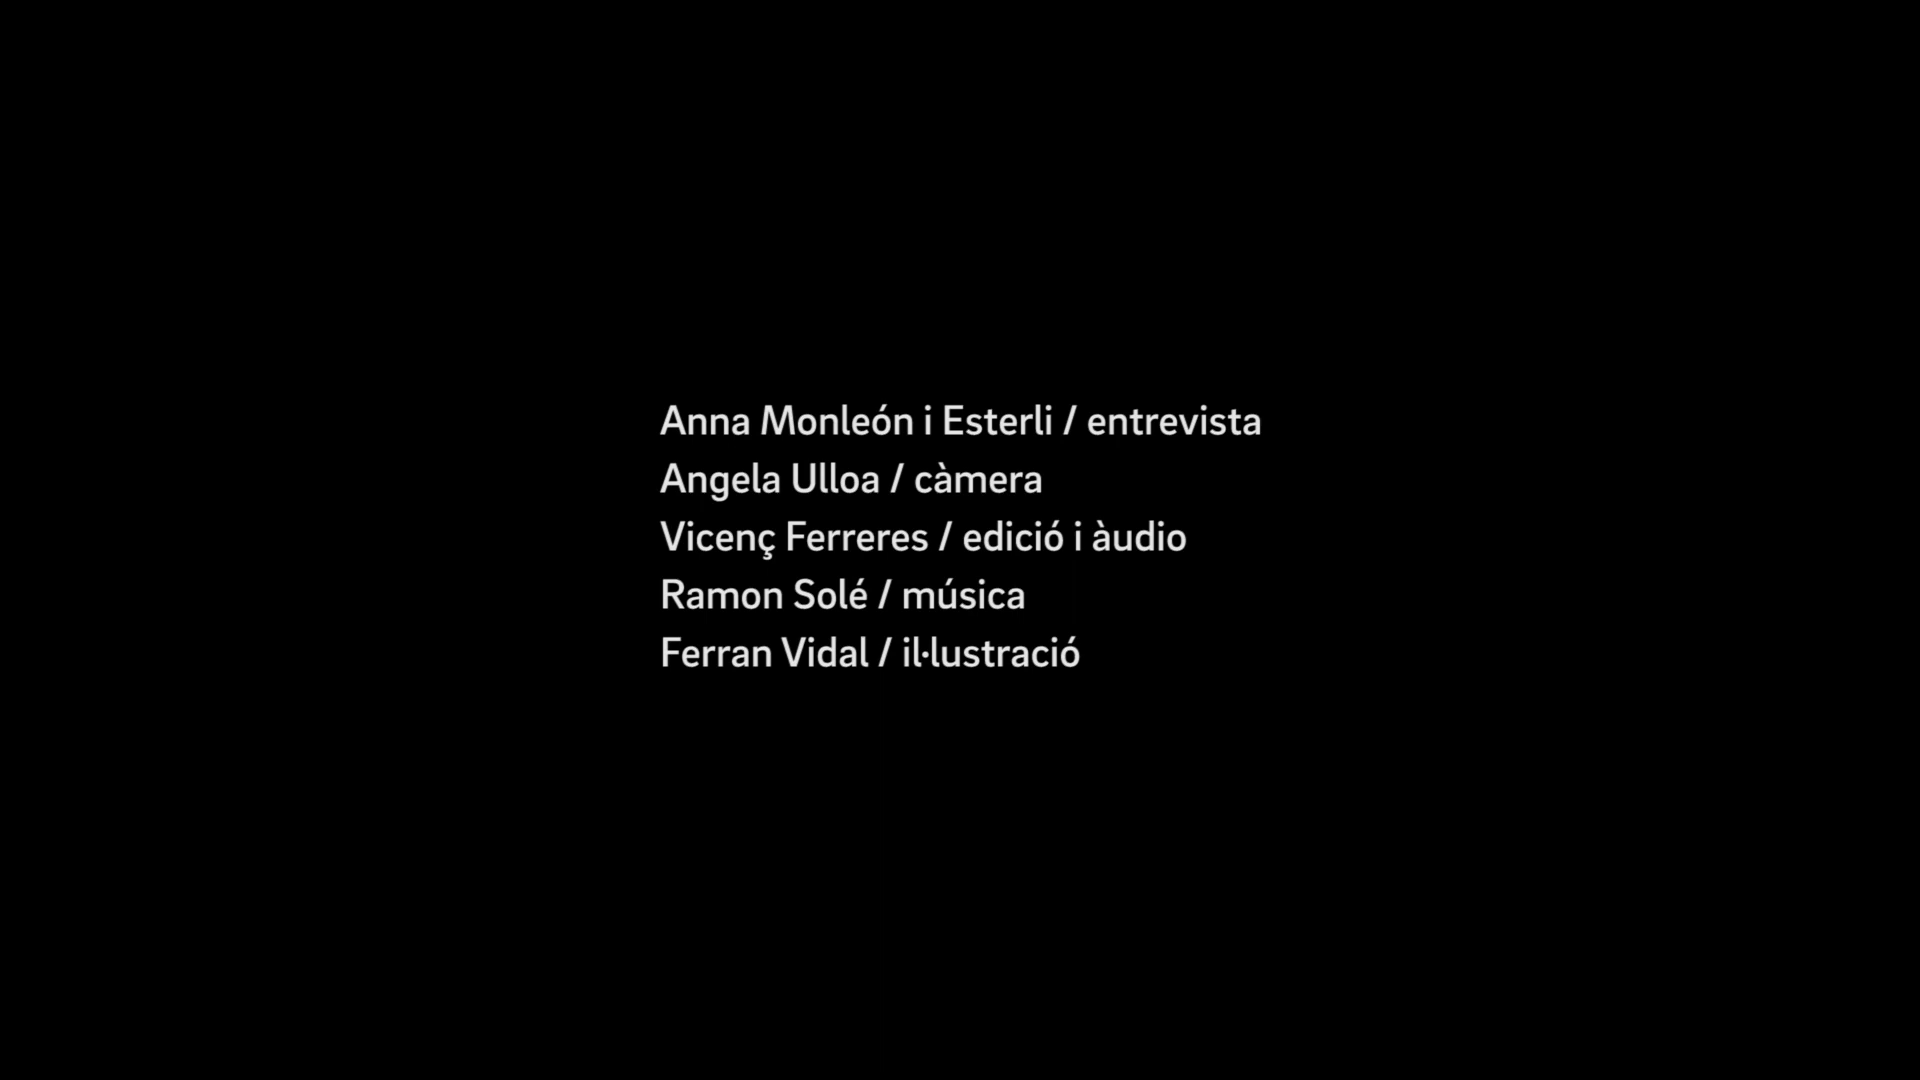 Anna Monleón i Esterli / entrevista
Angela Ulloa / càmera
Vicenç Ferreres / edició i àudio
Ramon Solé / música
Ferran Vidal / il·lustració